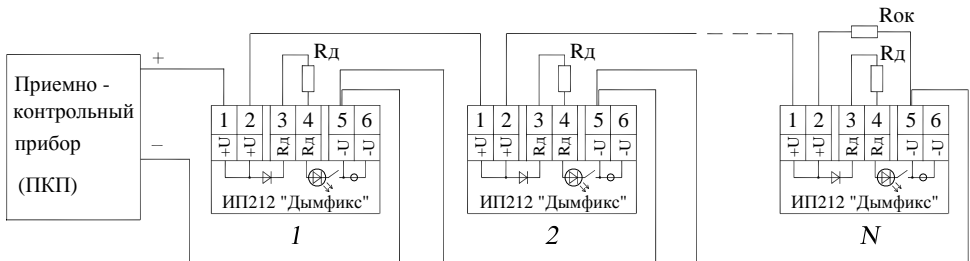 Rок
Rд Rд Rд
+
Приемно -
контрольный
прибор
(ПКП)
–
1 2 3 4 5 6
+U +U Rд Rд -U -U
ИП212 "Дымфикс"
1
1 2 3 4 5 6
+U +U Rд Rд -U -U
ИП212 "Дымфикс"
2
1 2 3 4 5 6
+U +U Rд Rд -U -U
ИП212 "Дымфикс"
N